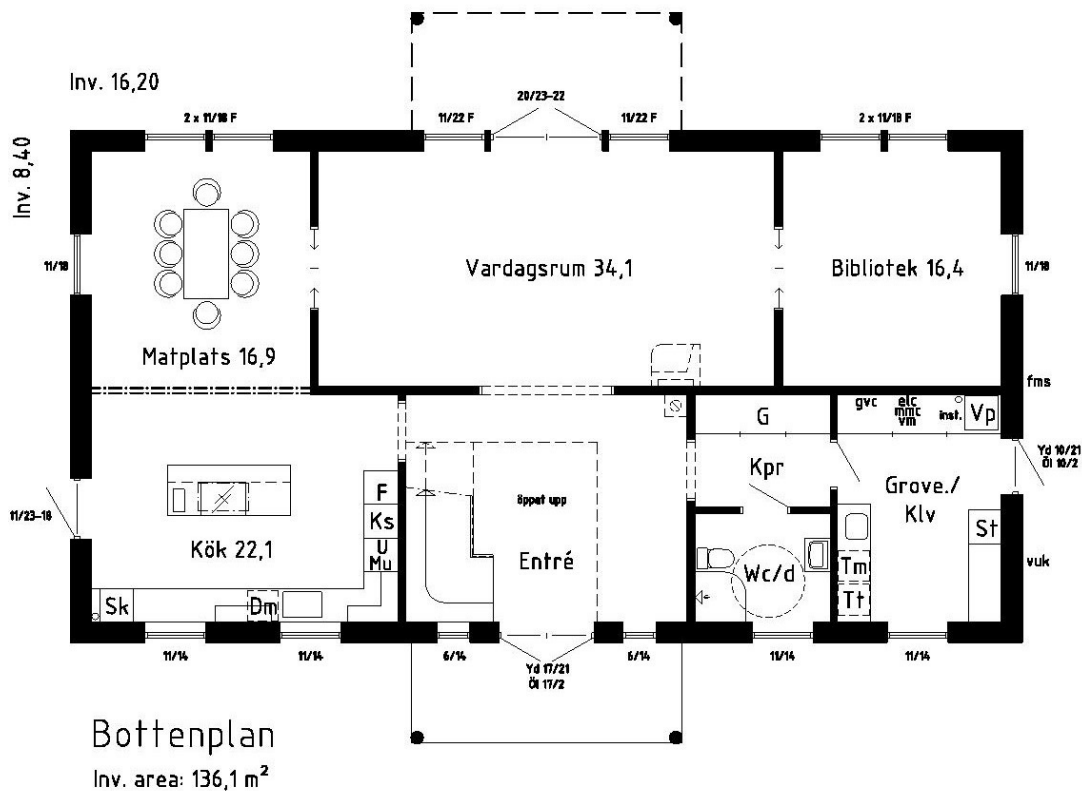 Inv. 16,20
20/23-22
2 x 11/18 F
11/22 F
11/22 F
2 x 11/18 F
Inv. 8,40
11/18
Vardagsrum 34,1
Bibliotek 16,4
11/18
Matplats 16,9
fms
gvc
elc
mmc
vm
inst.
Vp
G
Yd 10/21
Öl 10/2
Kpr
Grove./
Klv
F
Ks
U
Mu
öppet upp
11/23-18
Kök 22,1
Entré
St
Wc/d
Tm
Tt
vuk
Sk
Dm
11/14
11/14
6/14
Yd 17/21
Öl 17/2
6/14
11/14
11/14
Bottenplan
Inv. area: 136,1 m²